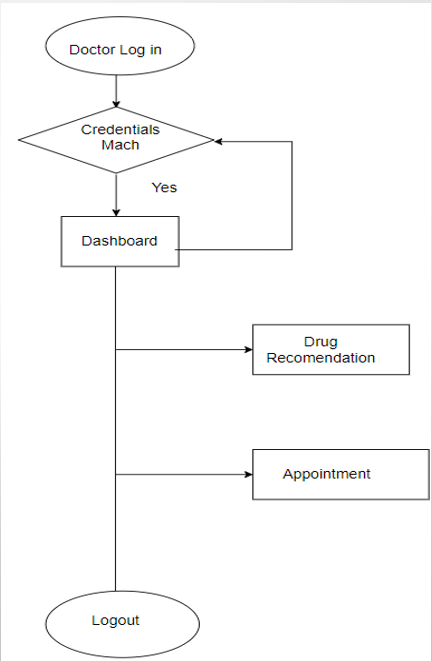 Doctor Log in
Credentials
Mach
Yes
Dashboard
Drug
Recomendation
Appointment
Logout